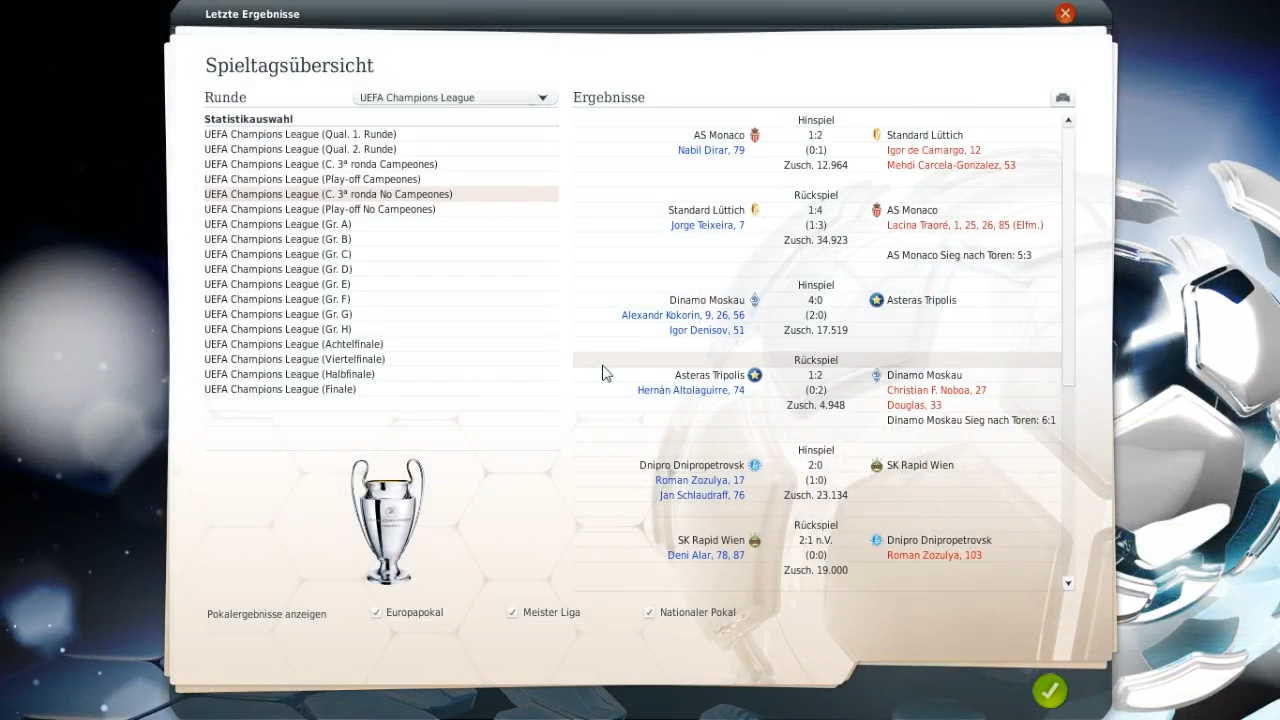 Letzte Ergebnisse
Spieltagsübersicht
Runde
UEFA Champions League
Statistikauswahl
UEFA Champions League (Qual. 1. Runde)
UEFA Champions League (Qual. 2. Runde)
UEFA Champions League (C. 3ª ronda Campeones)
UEFA Champions League (Play-off Campeones)
UEFA Champions League (C. 3ª ronda No Campeones)
UEFA Champions League (Play-off No Campeones)
UEFA Champions League (Gr. A)
UEFA Champions League (Gr. B)
UEFA Champions League (Gr. C)
UEFA Champions League (Gr. D)
UEFA Champions League (Gr. E)
UEFA Champions League (Gr. F)
UEFA Champions League (Gr. G)
UEFA Champions League (Gr. H)
UEFA Champions League (Achtelfinale)
UEFA Champions League (Viertelfinale)
UEFA Champions League (Halbfinale)
UEFA Champions League (Finale)
Ergebnisse
Hinspiel
AS Monaco 1:2 Standard Lüttich
Nabil Dirar, 79 (0:1) Igor de Camargo, 12
Zusch. 12.964 Mehdi Carcela-Gonzalez, 53
Rückspiel
Standard Lüttich 1:4 AS Monaco
Jorge Teixeira, 7 (1:3) Lacina Traoré, 1, 25, 26, 85 (Elfm.)
Zusch. 34.923
AS Monaco Sieg nach Toren: 5:3
Hinspiel
Dinamo Moskau 4:0 Asteras Tripolis
Alexandr Kokorin, 9, 26, 56 (2:0)
Igor Denisov, 51 Zusch. 17.519
Rückspiel
Asteras Tripolis 1:2 Dinamo Moskau
Hernán Altolaguirre, 74 (0:2) Christian F. Noboa, 27
Zusch. 4.948 Douglas, 33
Dinamo Moskau Sieg nach Toren: 6:1
Hinspiel
Dnipro Dnipropetrovsk 2:0 SK Rapid Wien
Roman Zozulya, 17 (1:0)
Jan Schlaudraff, 76 Zusch. 23.134
Rückspiel
SK Rapid Wien 2:1 n.V. Dnipro Dnipropetrovsk
Deni Alar, 78, 87 (0:0) Roman Zozulya, 103
Zusch. 19.000
Pokalergebnisse anzeigen Europapokal Meister Liga Nationaler Pokal